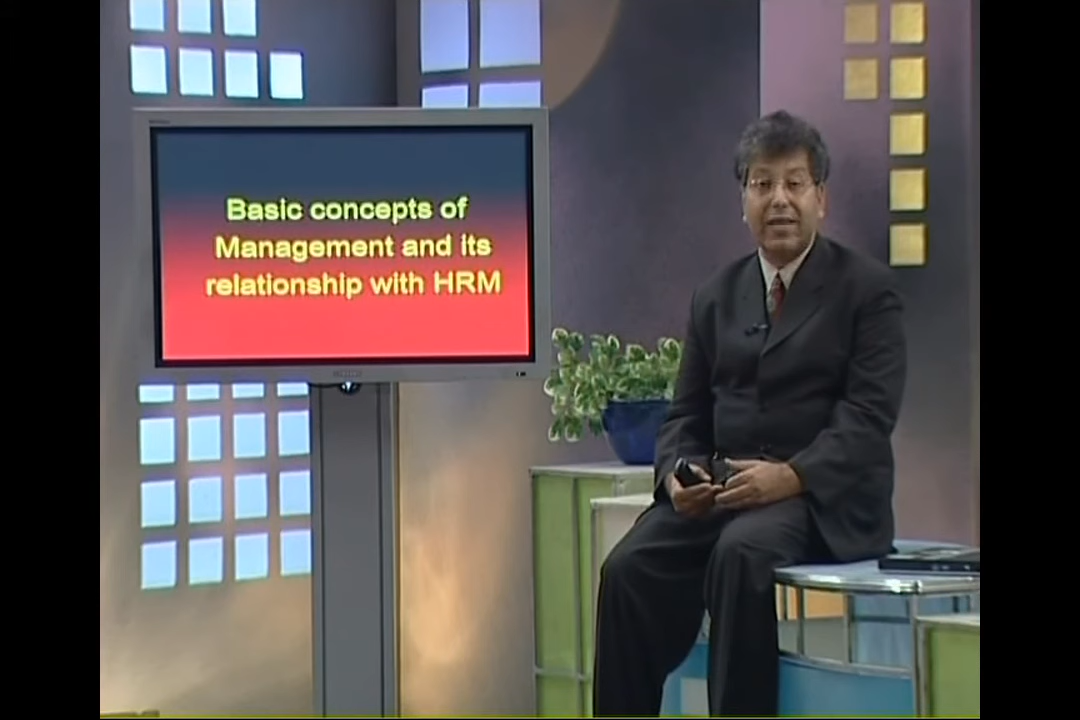 Basic concepts of
Management and its
relationship with HRM